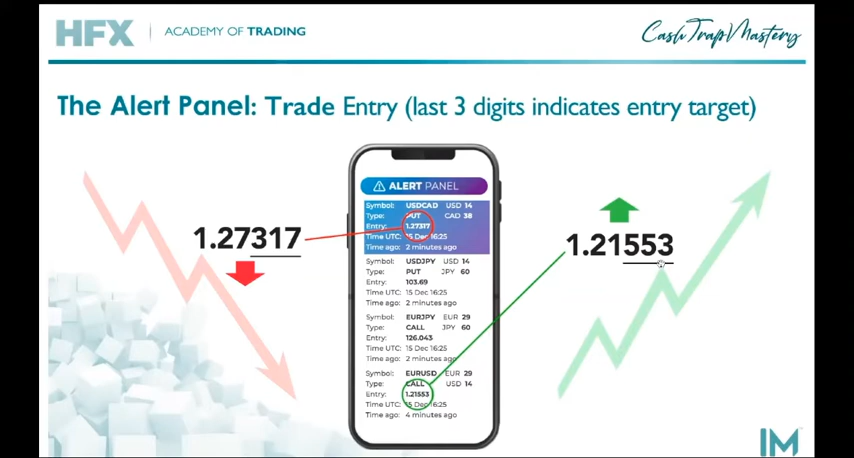 HFX | ACADEMY OF TRADING
CashTrapMastery
The Alert Panel: Trade Entry (last 3 digits indicates entry target)
ALERT PANEL
Symbol: USDCAD USD 14
Type: PUT CAD 38
Entry: 1.27317
Time UTC: 15 Dec 16:25
Time ago: 2 minutes ago
Symbol: USDJPY USD 14
Type: PUT JPY 60
Entry: 103.69
Time UTC: 15 Dec 16:25
Time ago: 2 minutes ago
Symbol: EURJPY EUR 29
Type: CALL JPY 60
Entry: 126.043
Time UTC: 15 Dec 16:25
Time ago: 2 minutes ago
Symbol: EURUSD EUR 29
Type: CALL USD 14
Entry: 1.21553
Time UTC: 15 Dec 16:25
Time ago: 4 minutes ago
1.27317
1.21553
IM